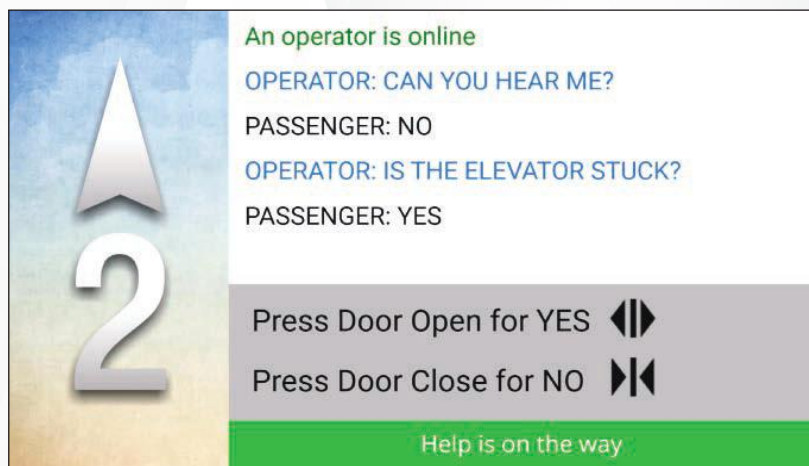 An operator is online
OPERATOR: CAN YOU HEAR ME?
PASSENGER: NO
OPERATOR: IS THE ELEVATOR STUCK?
PASSENGER: YES
2
Press Door Open for YES
Press Door Close for NO
Help is on the way